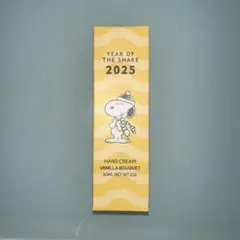 YEAR OF
THE SNAKE
2025
HAND CREAM
VANILLA BOUQUET